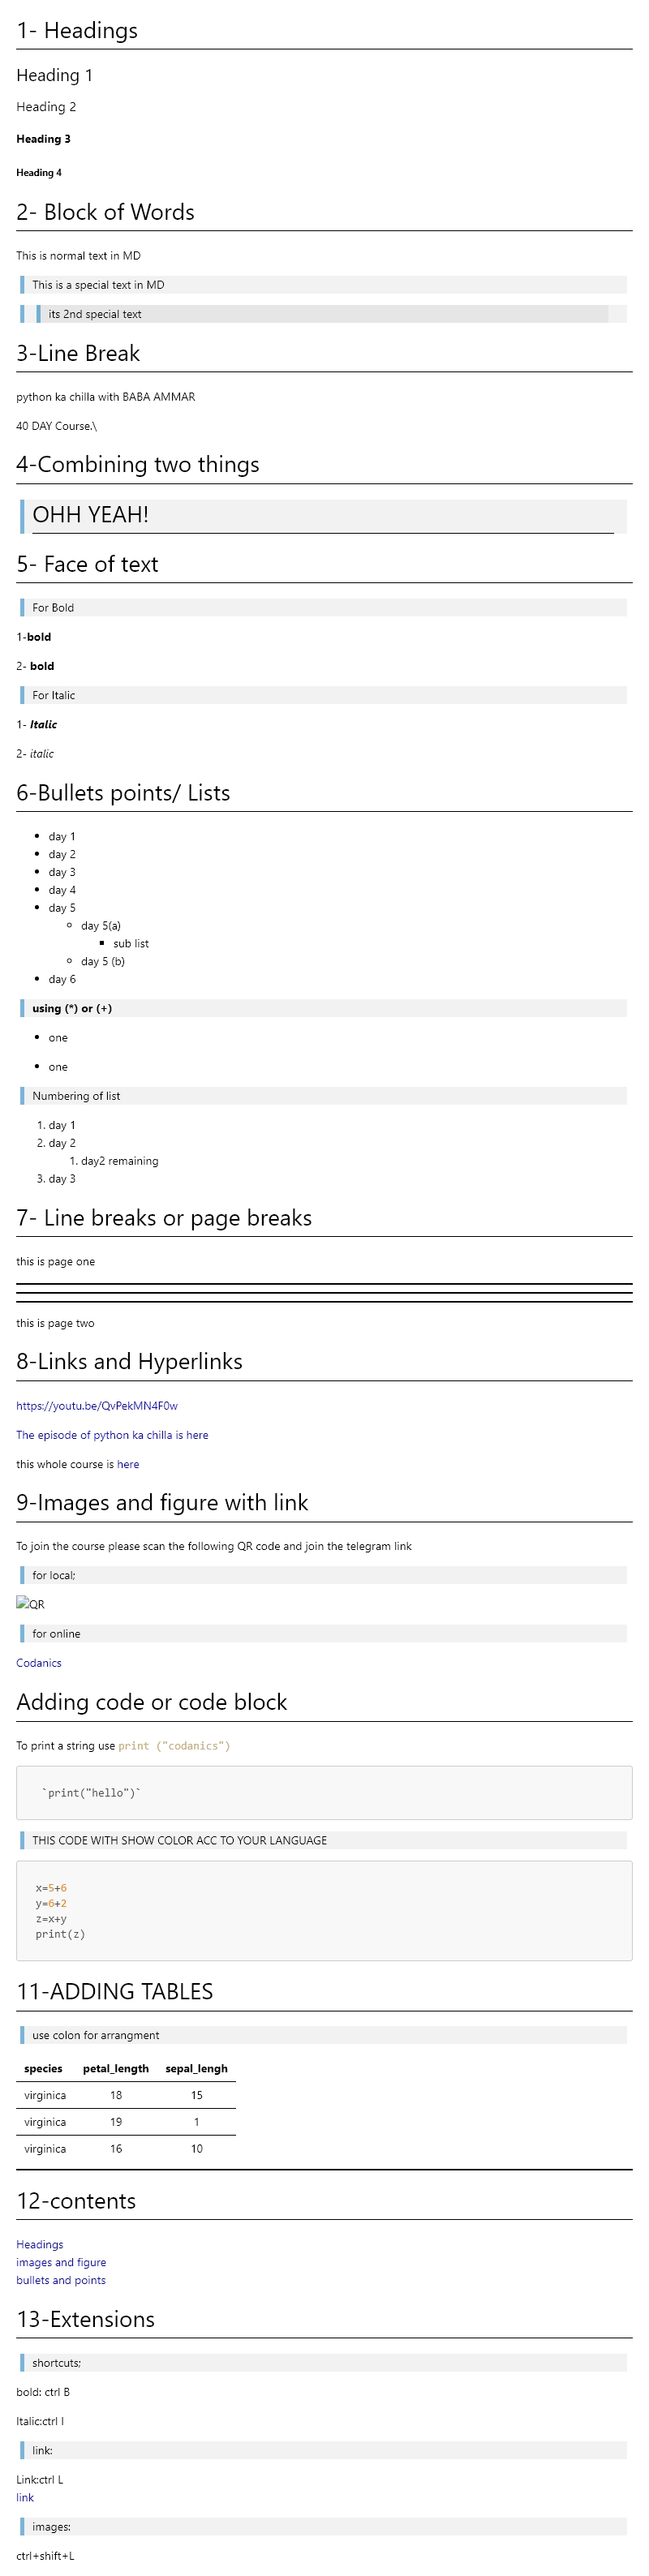 1- Headings
Heading 1
Heading 2
Heading 3
Heading 4
2- Block of Words
This is normal text in MD
This is a special text in MD
its 2nd special text
3-Line Break
python ka chilla with BABA AMMAR
40 DAY Course.\
4-Combining two things
OHH YEAH!
5- Face of text
For Bold
1-bold
2- bold
For Italic
1- Italic
2- italic
6-Bullets points/ Lists
• day 1
• day 2
• day 3
• day 4
• day 5
◦ day 5(a)
▪ sub list
◦ day 5 (b)
• day 6
using (*) or (+)
• one
• one
Numbering of list
1. day 1
2. day 2
1. day2 remaining
3. day 3
7- Line breaks or page breaks
this is page one
this is page two
8-Links and Hyperlinks
https://youtu.be/QvPekMN4F0w
The episode of python ka chilla is here
this whole course is here
9-Images and figure with link
To join the course please scan the following QR code and join the telegram link
for local;
QR
for online
Codanics
Adding code or code block
To print a string use print ("codanics")
`print("hello")`
THIS CODE WITH SHOW COLOR ACC TO YOUR LANGUAGE
x=5+6
y=6+2
z=x+y
print(z)
11-ADDING TABLES
use colon for arrangment
species petal_length sepal_lengh
virginica 18 15
virginica 19 1
virginica 16 10
12-contents
Headings
images and figure
bullets and points
13-Extensions
shortcuts;
bold: ctrl B
Italic:ctrl I
link:
Link:ctrl L
link
images:
ctrl+shift+L